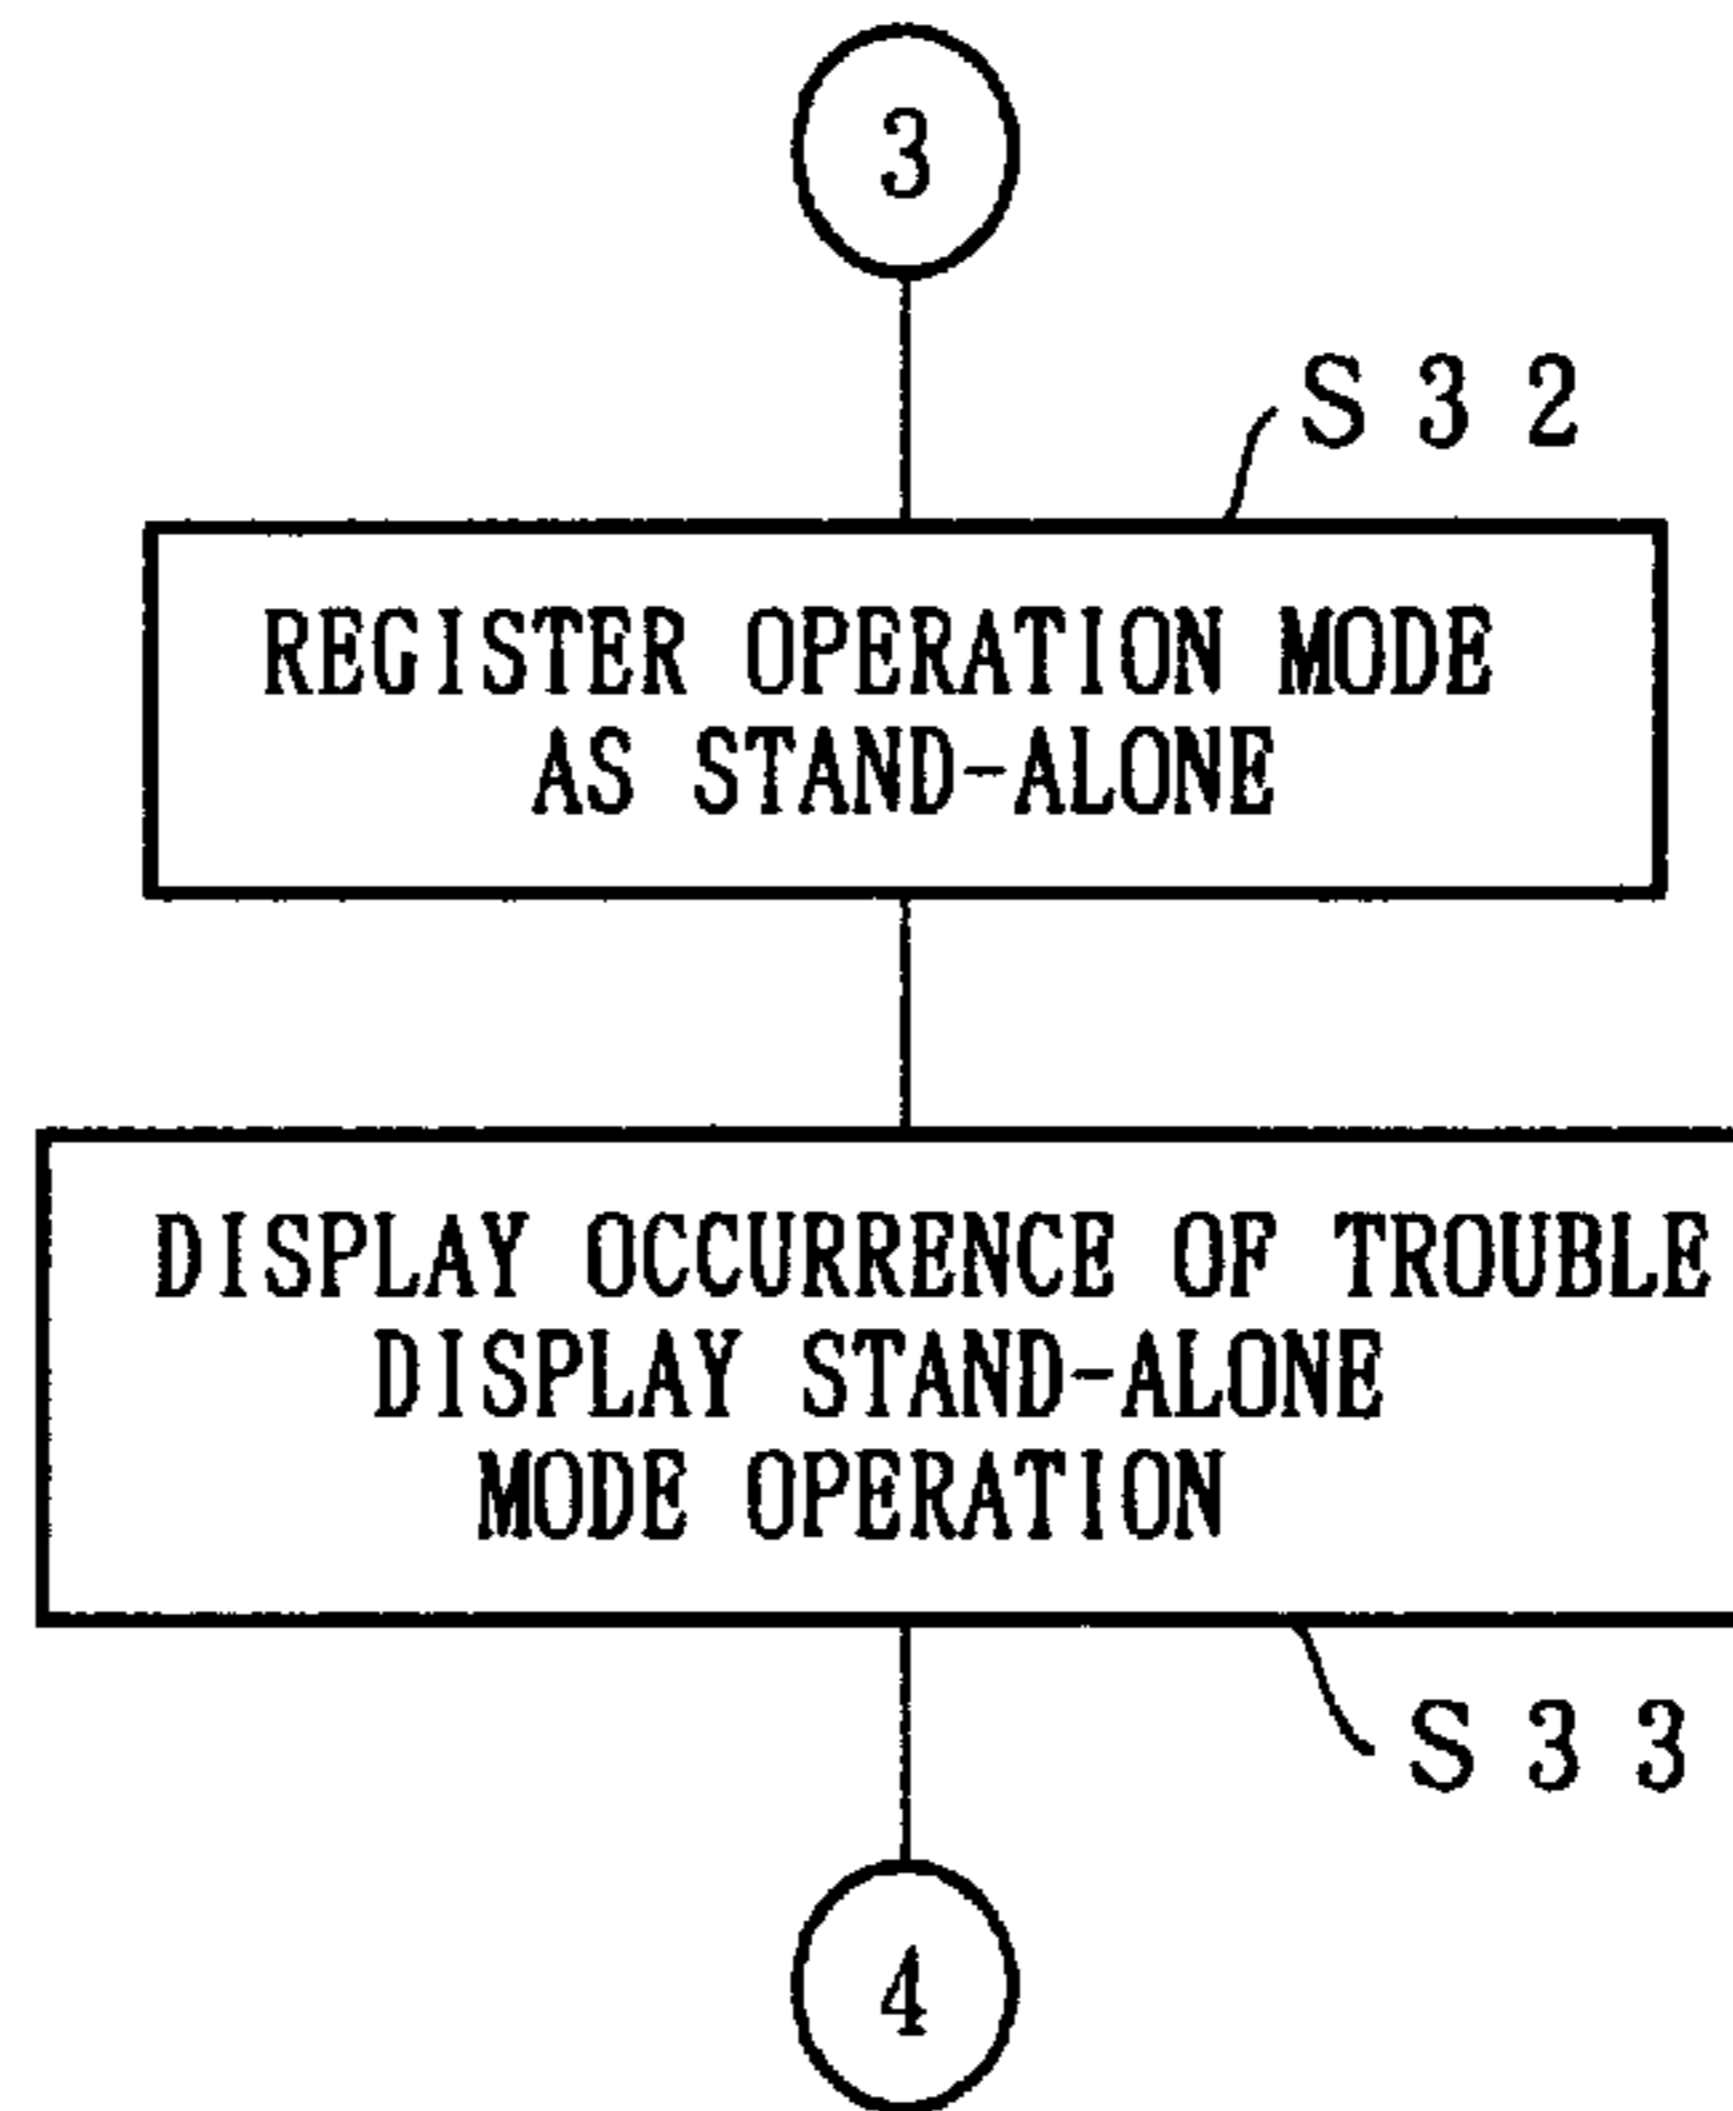 3
S32
REGISTER OPERATION MODE
AS STAND-ALONE
DISPLAY OCCURRENCE OF TROUBLE
DISPLAY STAND-ALONE
MODE OPERATION
S33
4